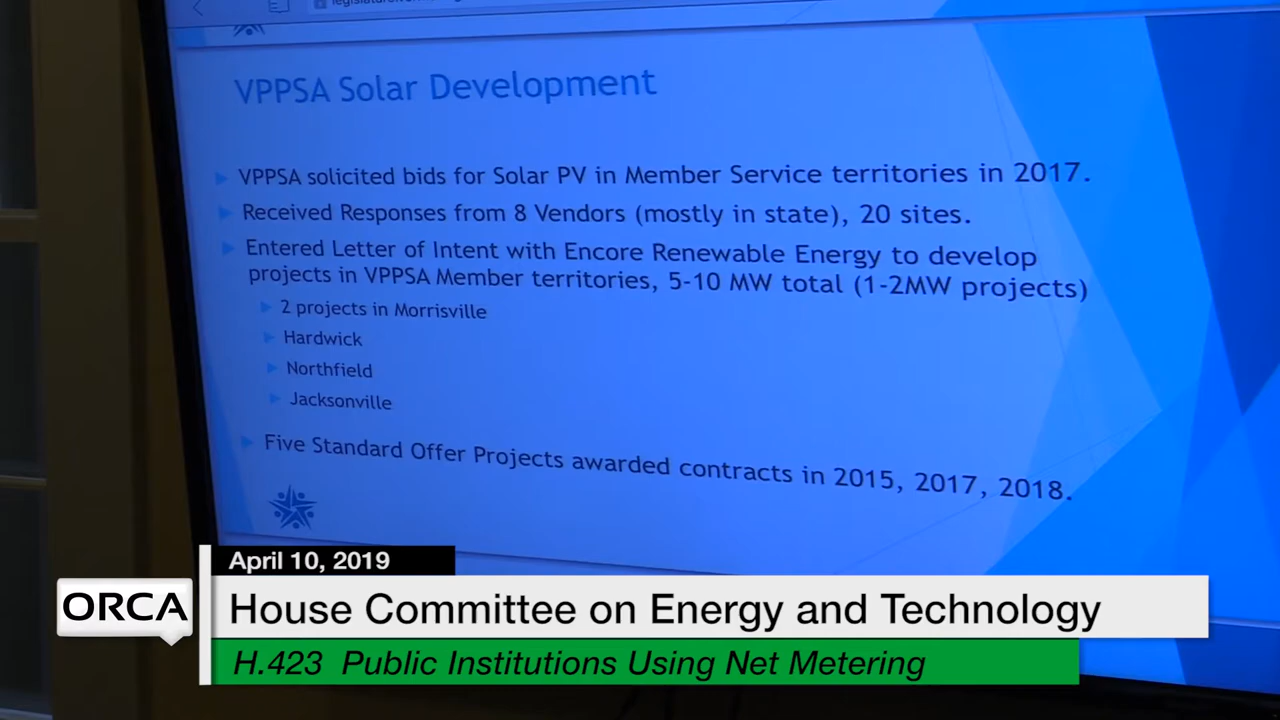 VPPSA Solar Development
VPPSA solicited bids for Solar PV in Member Service territories in 2017.
Received Responses from 8 Vendors (mostly in state), 20 sites.
Entered Letter of Intent with Encore Renewable Energy to develop
projects in VPPSA Member territories, 5-10 MW total (1-2MW projects)
2 projects in Morrisville
Hardwick
Northfield
Jacksonville
Five Standard Offer Projects awarded contracts in 2015, 2017, 2018.
April 10, 2019
ORCA
House Committee on Energy and Technology
H.423 Public Institutions Using Net Metering